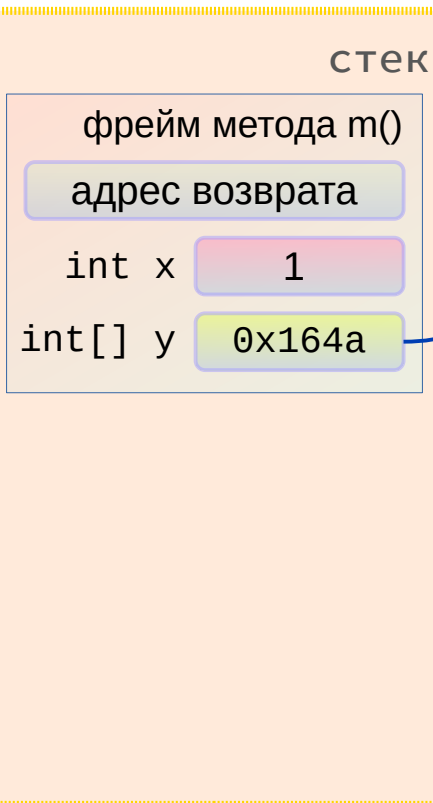 стек
фрейм метода m()
адрес возврата
int x 1
int[] y 0x164a